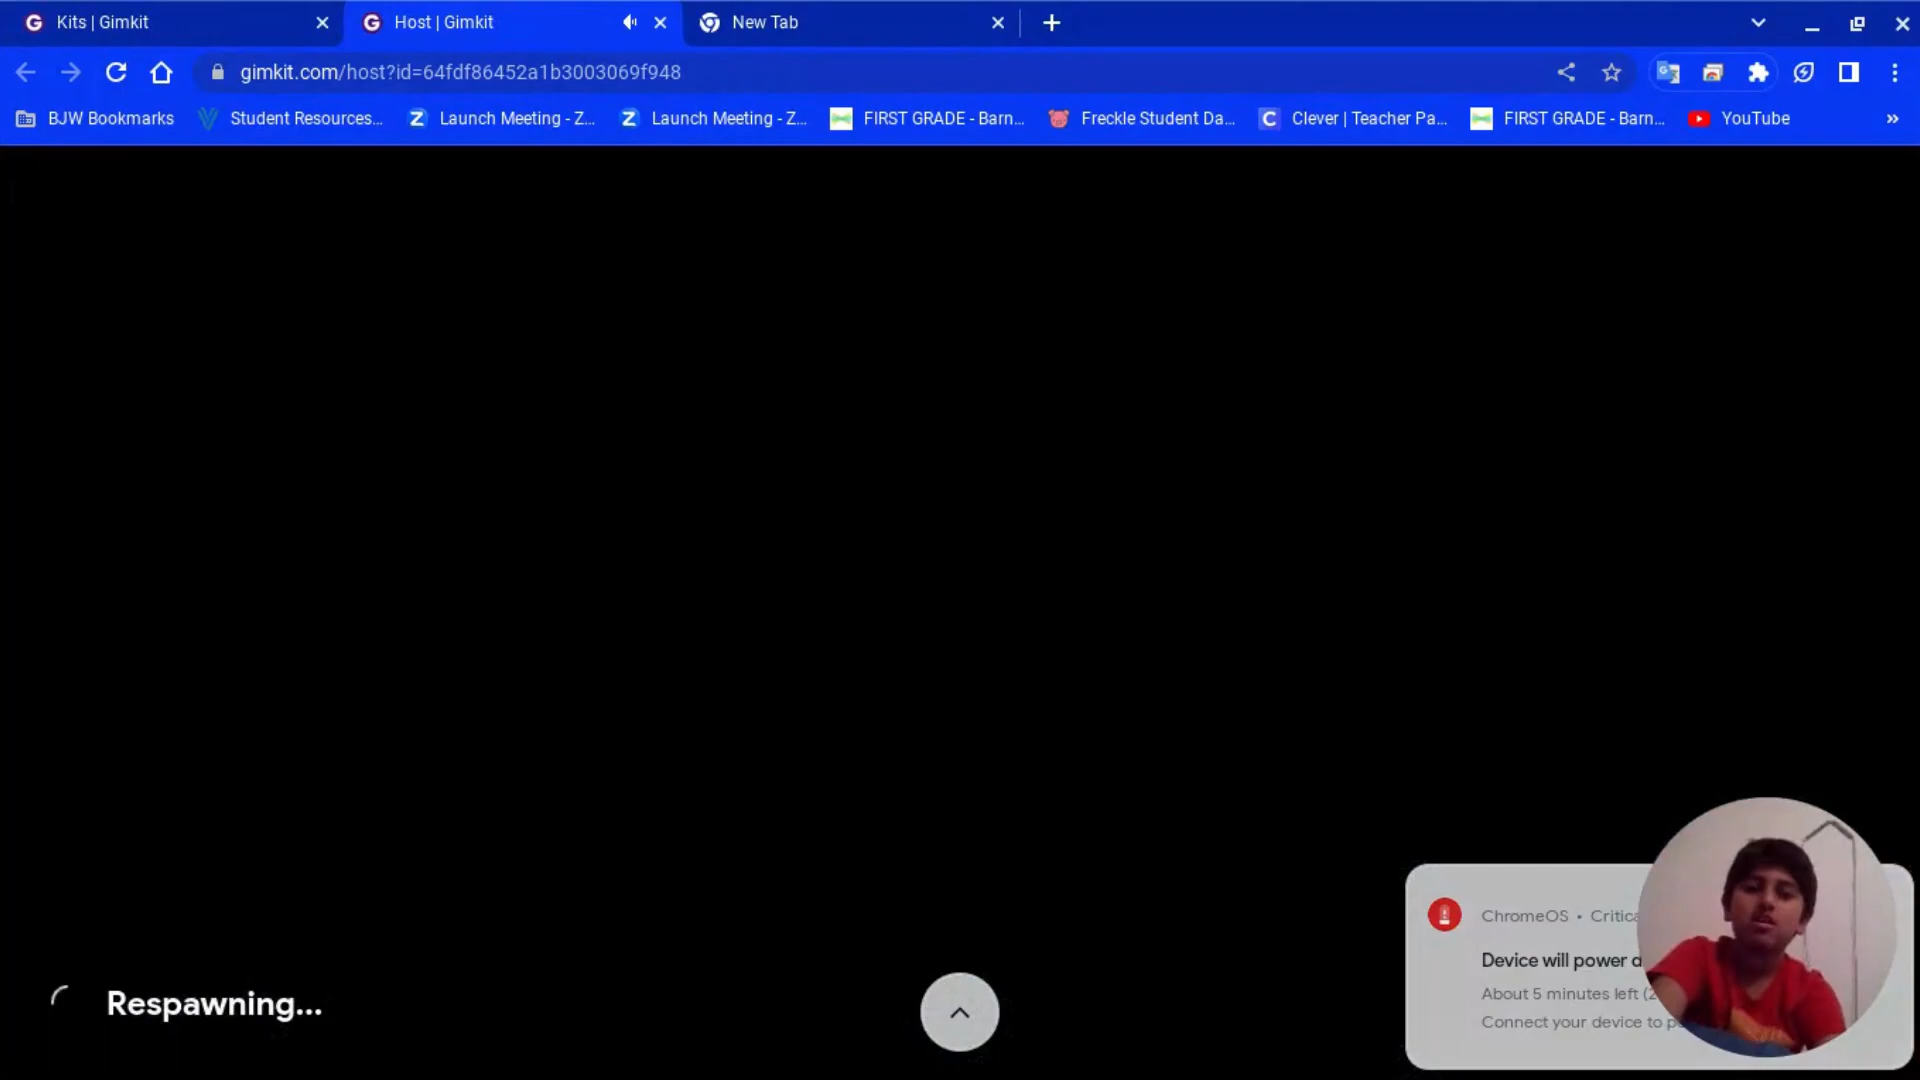 Kits | Gimkit
Host | Gimkit
New Tab
gimkit.com/host?id=64fdf86452a1b3003069f948
BJW Bookmarks
Student Resources...
Launch Meeting - Z...
Launch Meeting - Z...
FIRST GRADE - Barn...
Freckle Student Da...
Clever | Teacher Pa...
FIRST GRADE - Barn...
YouTube
ChromeOS • Critica
Device will power
About 5 minutes left (2
Connect your device to
Respawning...